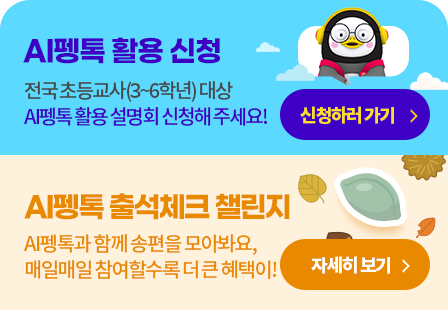 AI펭톡 활용 신청
전국 초등교사(3~6학년) 대상
AI펭톡 활용 설명회 신청해 주세요!
신청하러 가기
AI펭톡 출석체크 챌린지
AI펭톡과 함께 송편을 모아봐요,
매일매일 참여할수록 더 큰 혜택이!
자세히 보기